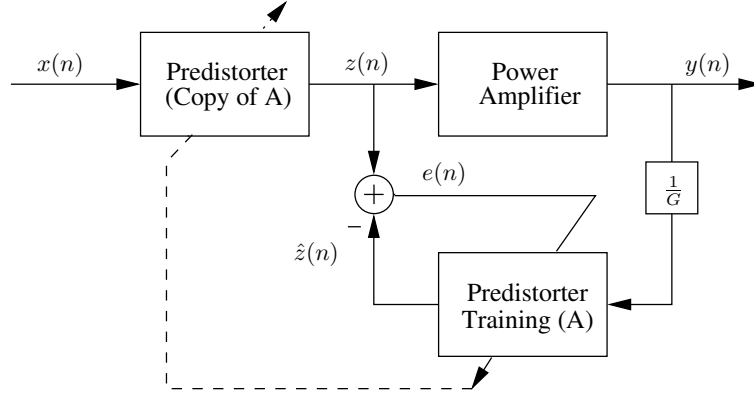 x(n)
Predistorter
(Copy of A)
z(n)
Power
Amplifier
y(n)
+
e(n)
1/G
−
ẑ(n)
Predistorter
Training (A)